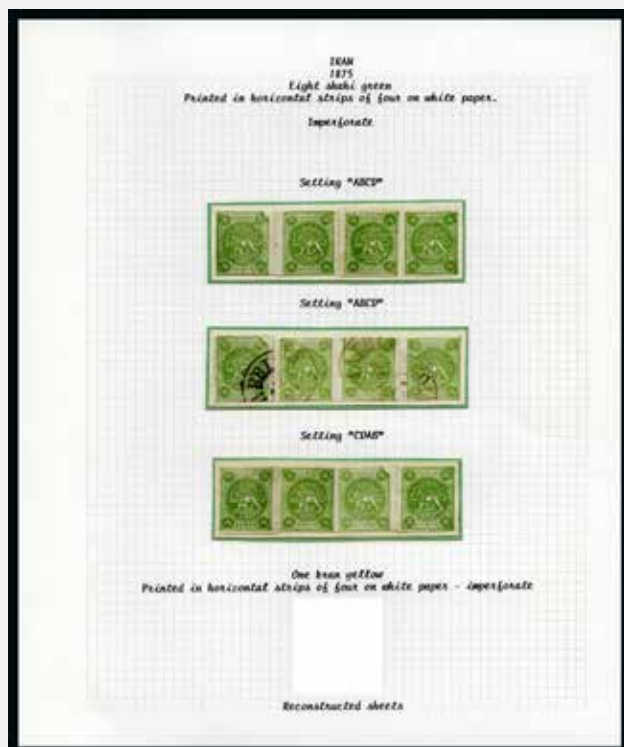 IRAN
1875
Eight shahi green
Printed in horizontal strips of four on white paper.
Imperforate
Setting "ABCD"
Setting "ABCD"
Setting "CDAB"
One kran yellow
Printed in horizontal strips of four on white paper - imperforate
Reconstructed sheets